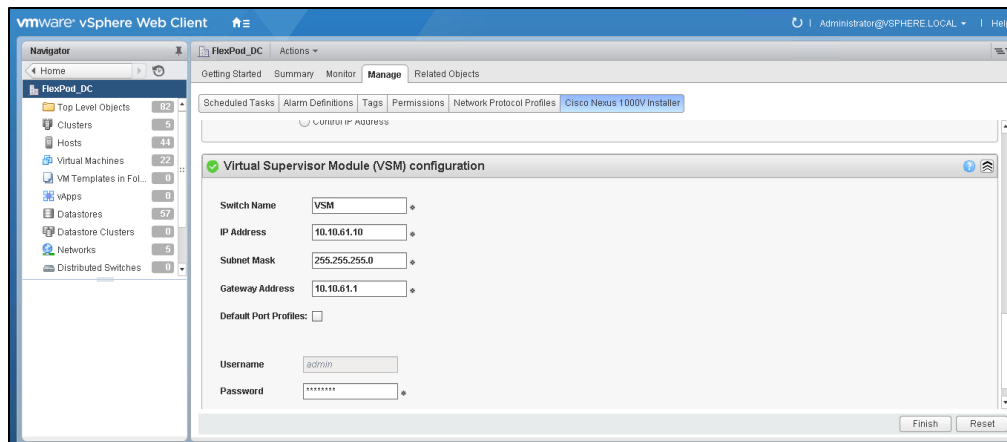 vmware® vSphere Web Client
Administrator@VSPHERE.LOCAL
Help
Navigator
FlexPod_DC
Actions
Home
Getting Started Summary Monitor Manage Related Objects
FlexPod_DC
Scheduled Tasks Alarm Definitions Tags Permissions Network Protocol Profiles Cisco Nexus 1000V Installer
Top Level Objects 82
Control IP Address
Clusters 5
Hosts 44
Virtual Machines 22
VM Templates in Fol... 0
vApps 0
Datastores 57
Datastore Clusters 0
Networks 5
Distributed Switches 0
Virtual Supervisor Module (VSM) configuration
Switch Name VSM *
IP Address 10.10.61.10 *
Subnet Mask 255.255.255.0 *
Gateway Address 10.10.61.1 *
Default Port Profiles:
Username admin
Password ******** *
Finish Reset